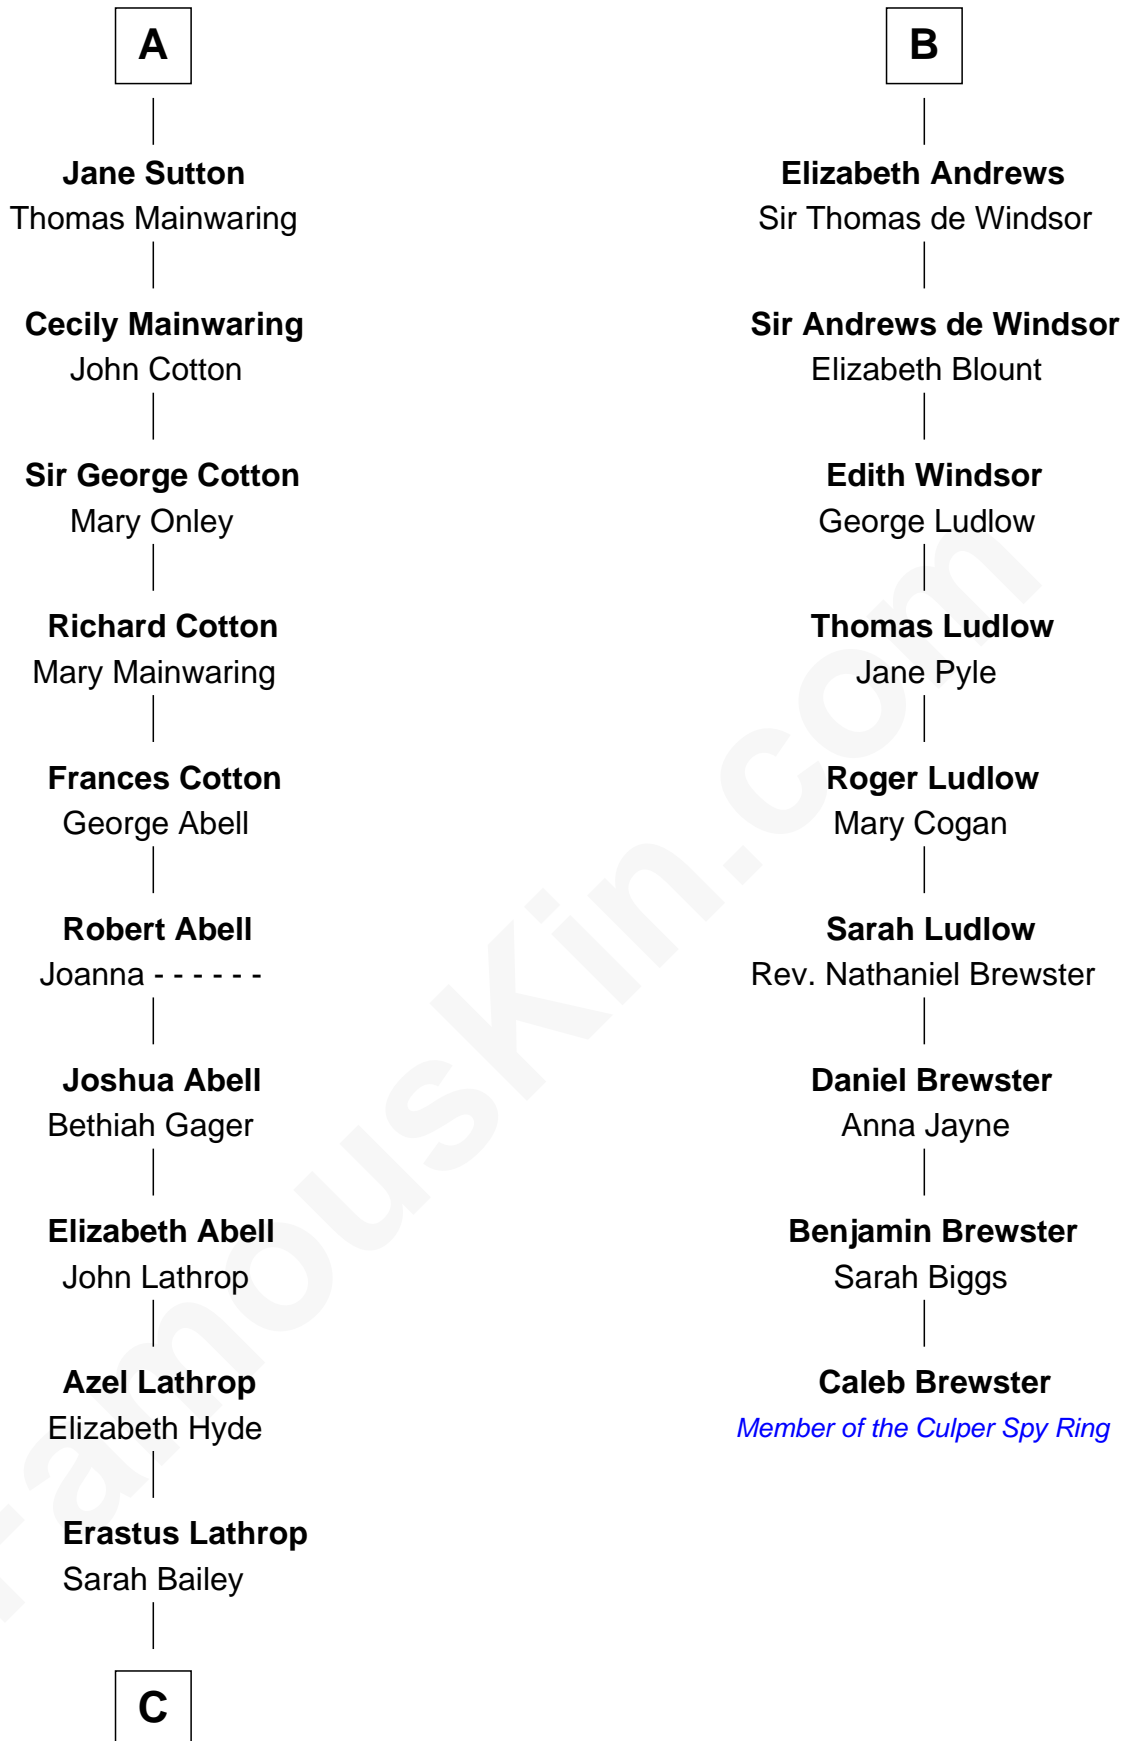 A
Jane Sutton
Thomas Mainwaring
Cecily Mainwaring
John Cotton
Sir George Cotton
Mary Onley
Richard Cotton
Mary Mainwaring
Frances Cotton
George Abell
Robert Abell
Joanna - - - - - -
Joshua Abell
Bethiah Gager
Elizabeth Abell
John Lathrop
Azel Lathrop
Elizabeth Hyde
Erastus Lathrop
Sarah Bailey
C
B
Elizabeth Andrews
Sir Thomas de Windsor
Sir Andrews de Windsor
Elizabeth Blount
Edith Windsor
George Ludlow
Thomas Ludlow
Jane Pyle
Roger Ludlow
Mary Cogan
Sarah Ludlow
Rev. Nathaniel Brewster
Daniel Brewster
Anna Jayne
Benjamin Brewster
Sarah Biggs
Caleb Brewster
Member of the Culper Spy Ring
FamousKin.com